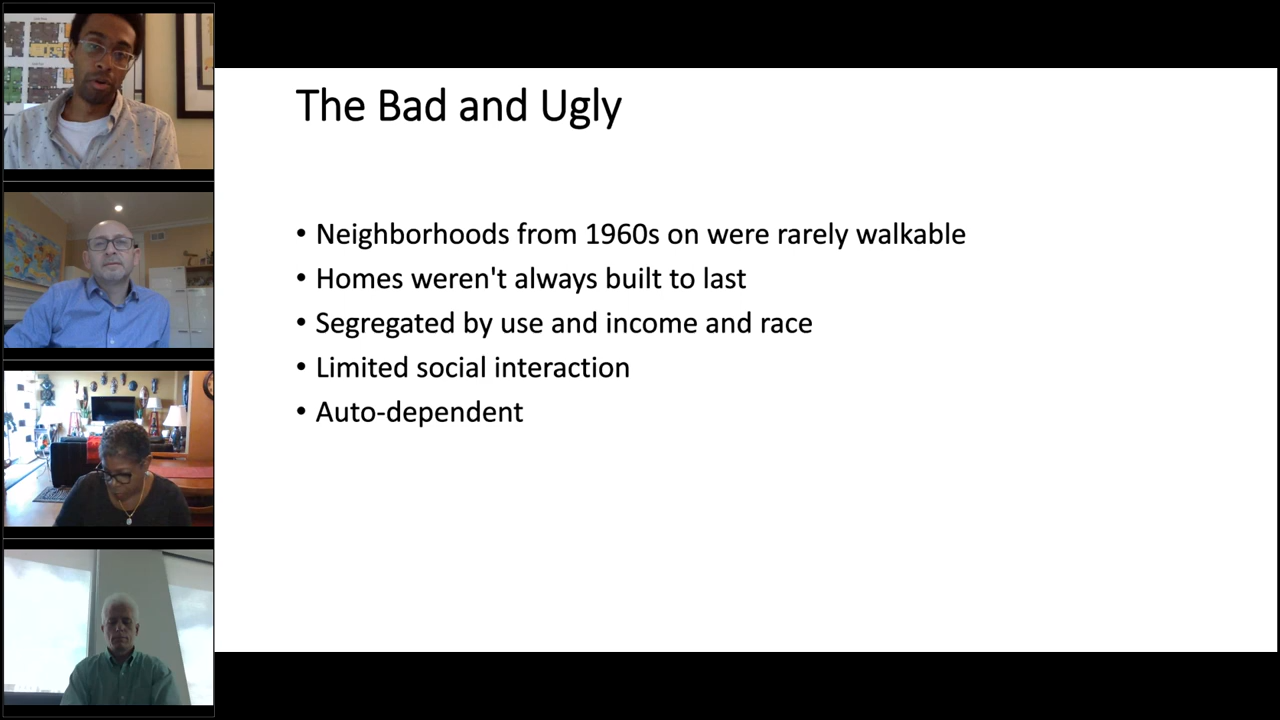 The Bad and Ugly
• Neighborhoods from 1960s on were rarely walkable
• Homes weren't always built to last
• Segregated by use and income and race
• Limited social interaction
• Auto-dependent